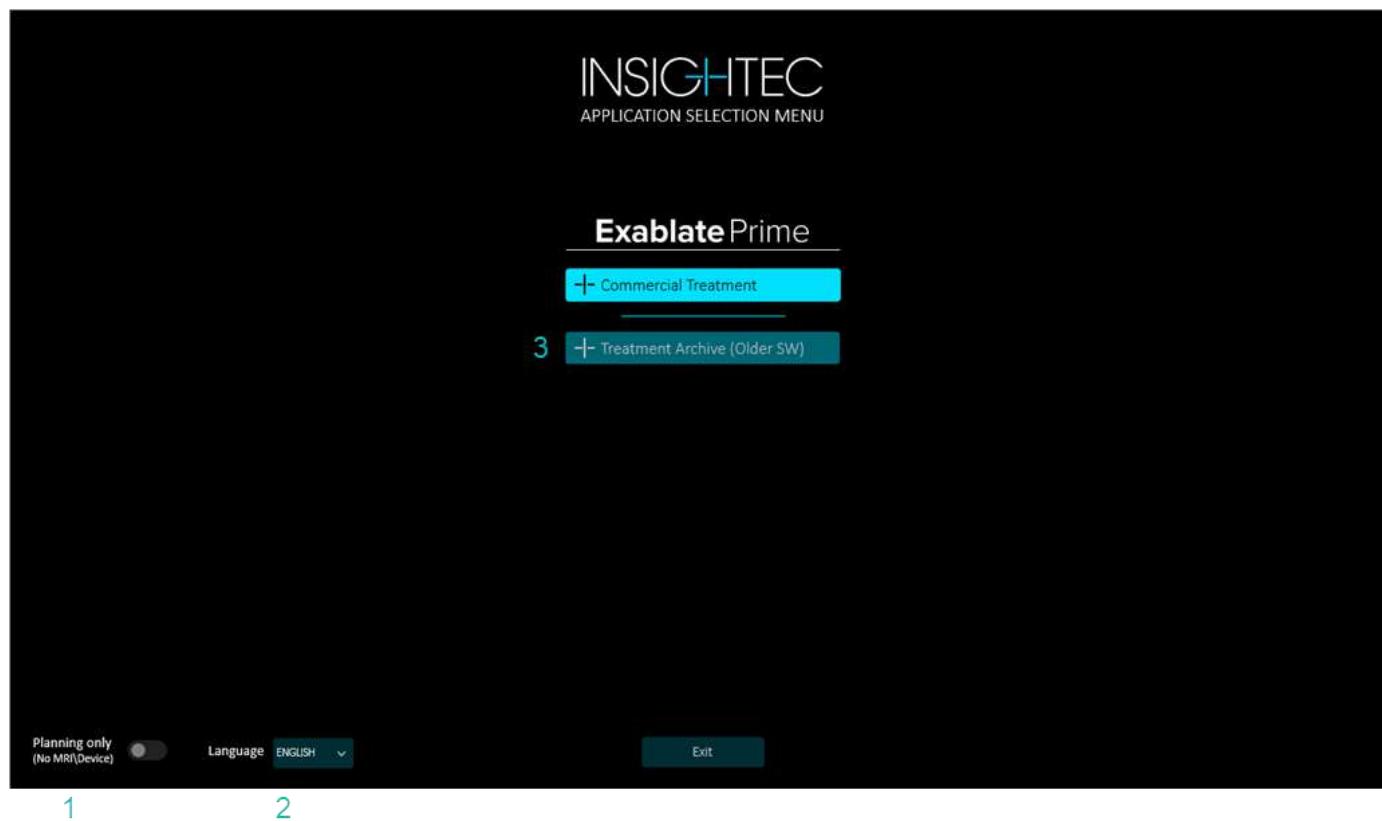 INSIGHTEC
APPLICATION SELECTION MENU
Exablate Prime
Commercial Treatment
3 Treatment Archive (Older SW)
Planning only
(No MRI\Device)
Language ENGLISH
Exit
1 2